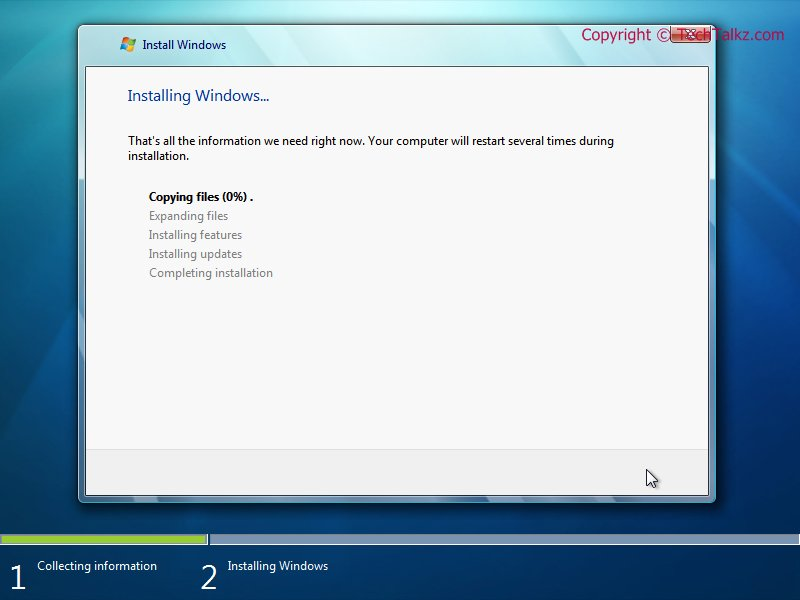 Copyright © TechTalkz.com
Install Windows
Installing Windows...
That's all the information we need right now. Your computer will restart several times during
installation.
Copying files (0%) .
Expanding files
Installing features
Installing updates
Completing installation
1 Collecting information 2 Installing Windows